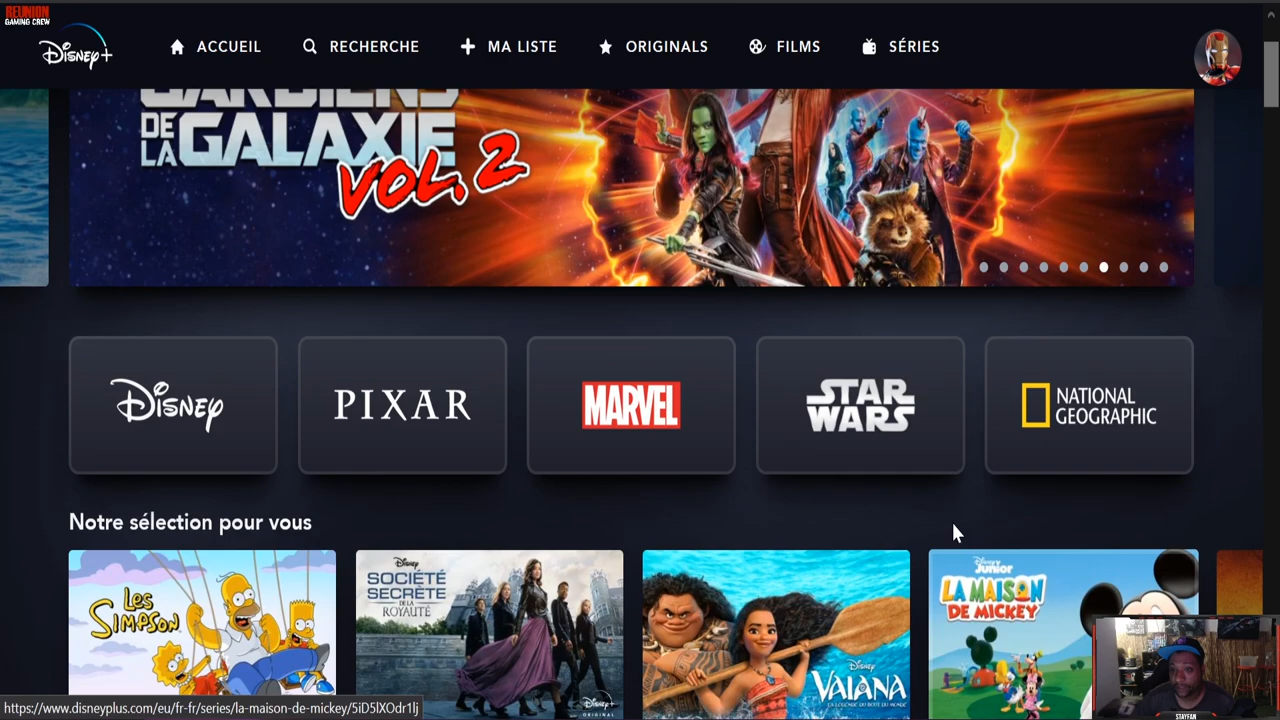 REUNION
GAMING CREW
Disney+
ACCUEIL
RECHERCHE
MA LISTE
ORIGINALS
FILMS
SÉRIES
GARDIENS
DE
LA GALAXIE
VOL. 2
Disney
PIXAR
MARVEL
STAR
WARS
NATIONAL
GEOGRAPHIC
Notre sélection pour vous
Les
Simpson
Disney
SOCIÉTÉ
SECRÈTE
DE LA
ROYAUTÉ
Disney+
ORIGINAL
Disney
VAIANA
LA LÉGENDE DU BOUT DU MONDE
Disney
Junior
LA MAISON
DE MICKEY
https://www.disneyplus.com/eu/fr-fr/series/la-maison-de-mickey/5iD5lXOdr1lj
STAYFAN